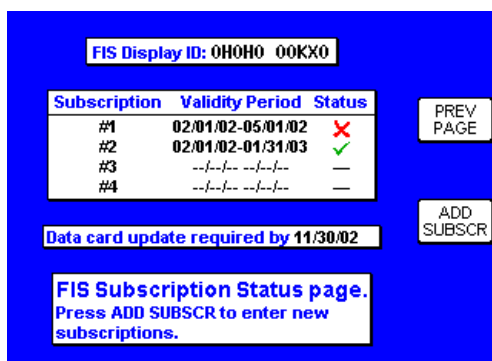 FIS Display ID: 0H0H0 00KX0
Subscription Validity Period Status
#1 02/01/02-05/01/02 ✗
#2 02/01/02-01/31/03 ✓
#3 --/--/-- --/--/-- —
#4 --/--/-- --/--/-- —
PREV
PAGE
ADD
SUBSCR
Data card update required by 11/30/02
FIS Subscription Status page.
Press ADD SUBSCR to enter new
subscriptions.